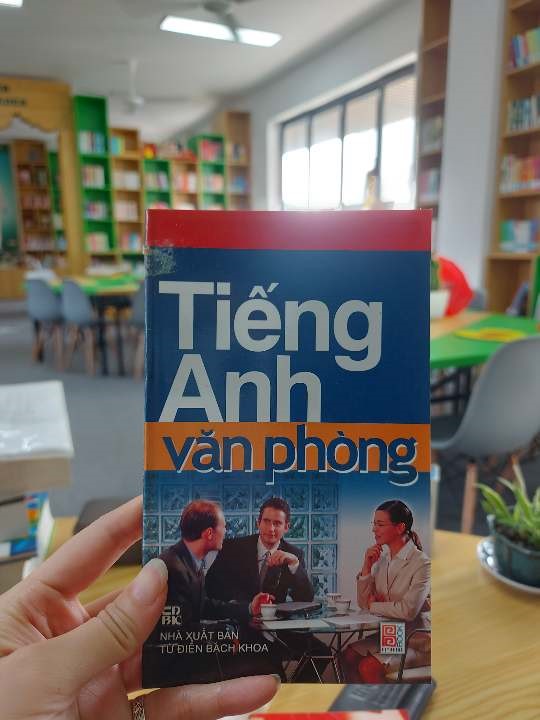 Tiếng
Anh
văn phòng
NHÀ XUẤT BẢN
TỪ ĐIỂN BÁCH KHOA